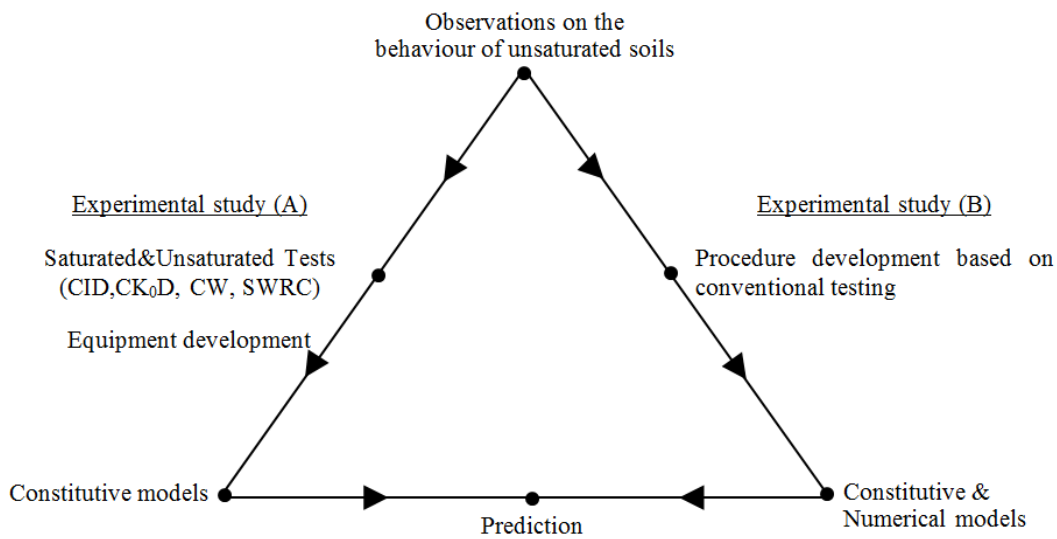 Observations on the
behaviour of unsaturated soils
Experimental study (A)
Saturated&Unsaturated Tests
(CID,CK₀D, CW, SWRC)
Equipment development
Experimental study (B)
Procedure development based on
conventional testing
Constitutive models
Prediction
Constitutive &
Numerical models